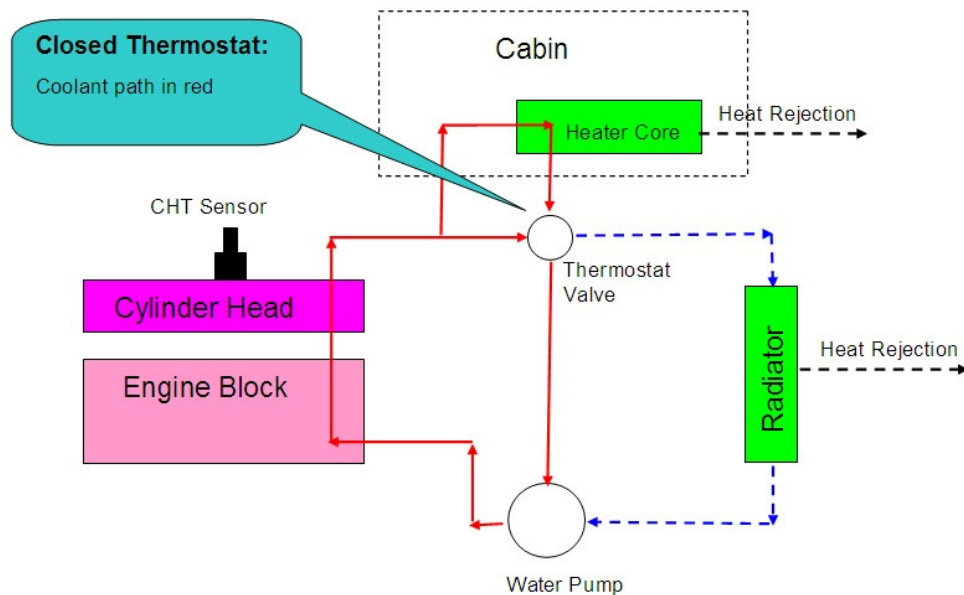 Closed Thermostat:
Coolant path in red
Cabin
Heater Core
Heat Rejection
CHT Sensor
Thermostat
Valve
Cylinder Head
Engine Block
Radiator
Heat Rejection
Water Pump